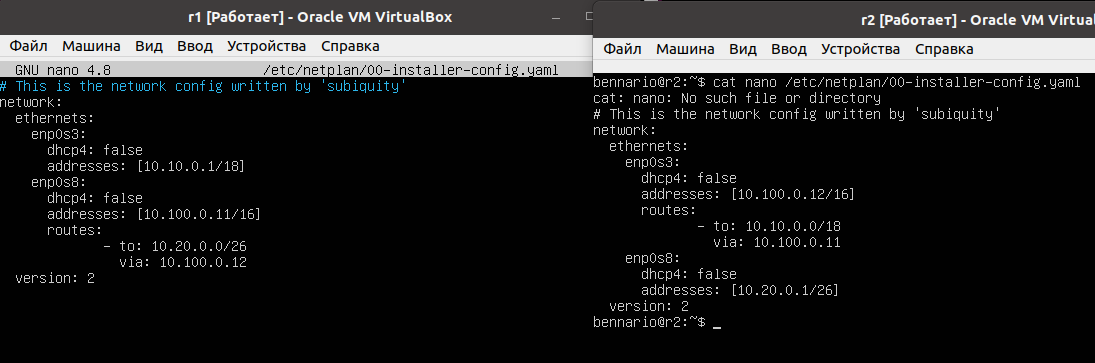 r1 [Работает] - Oracle VM VirtualBox
Файл Машина Вид Ввод Устройства Справка
GNU nano 4.8 /etc/netplan/00-installer-config.yaml
# This is the network config written by 'subiquity'
network:
  ethernets:
    enp0s3:
      dhcp4: false
      addresses: [10.10.0.1/18]
    enp0s8:
      dhcp4: false
      addresses: [10.100.0.11/16]
      routes:
             - to: 10.20.0.0/26
               via: 10.100.0.12
  version: 2
r2 [Работает] - Oracle VM Virtual
Файл Машина Вид Ввод Устройства Справка
bennario@r2:~$ cat nano /etc/netplan/00-installer-config.yaml
cat: nano: No such file or directory
# This is the network config written by 'subiquity'
network:
  ethernets:
    enp0s3:
      dhcp4: false
      addresses: [10.100.0.12/16]
      routes:
             - to: 10.10.0.0/18
               via: 10.100.0.11
    enp0s8:
      dhcp4: false
      addresses: [10.20.0.1/26]
  version: 2
bennario@r2:~$ _